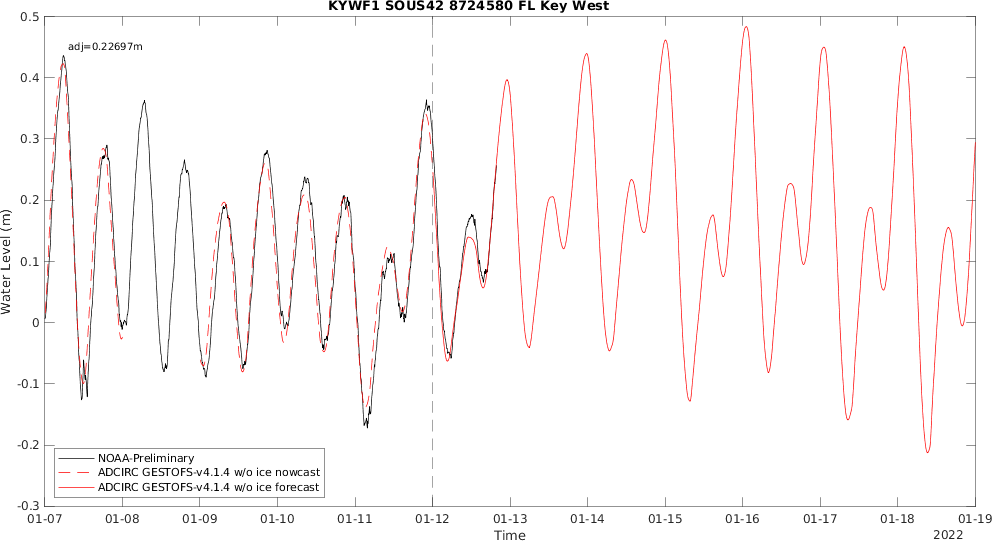 KYWF1 SOUS42 8724580 FL Key West
adj=0.22697m
0.5
0.4
0.3
0.2
0.1
0
-0.1
-0.2
-0.3
Water Level (m)
NOAA-Preliminary
ADCIRC GESTOFS-v4.1.4 w/o ice nowcast
ADCIRC GESTOFS-v4.1.4 w/o ice forecast
01-07 01-08 01-09 01-10 01-11 01-12 01-13 01-14 01-15 01-16 01-17 01-18 01-19
Time
2022